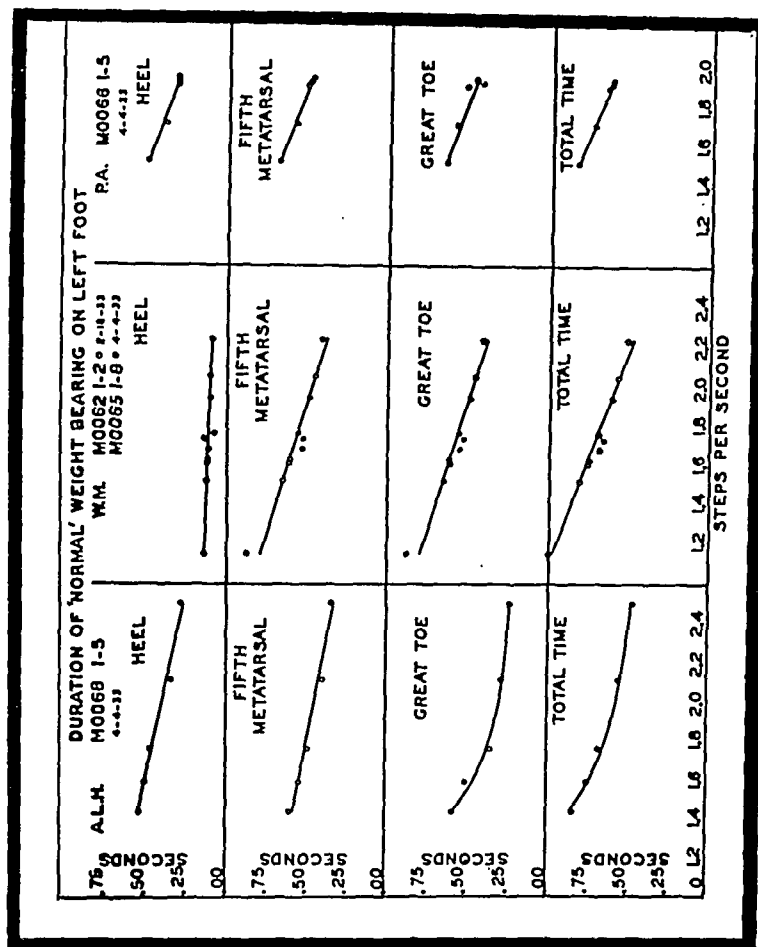 DURATION OF 'NORMAL' WEIGHT BEARING ON LEFT FOOT
A.L.H. M0068 1-5
4-4-33
HEEL
W.M. M0062 1-2
M0065 1-8 • 4-4-33
HEEL
P.A. M0066 1-5
4-4-33
HEEL
SECONDS
.75
.50
.25
.00
FIFTH
METATARSAL
FIFTH
METATARSAL
FIFTH
METATARSAL
SECONDS
.75
.50
.25
.00
GREAT TOE
GREAT TOE
GREAT TOE
SECONDS
.75
.50
.25
.00
TOTAL TIME
TOTAL TIME
TOTAL TIME
SECONDS
.75
.50
.25
0 1.2 1.4 1.6 1.8 2.0 2.2 2.4
1.2 1.4 1.6 1.8 2.0 2.2 2.4
1.2 1.4 1.6 1.8 2.0
STEPS PER SECOND